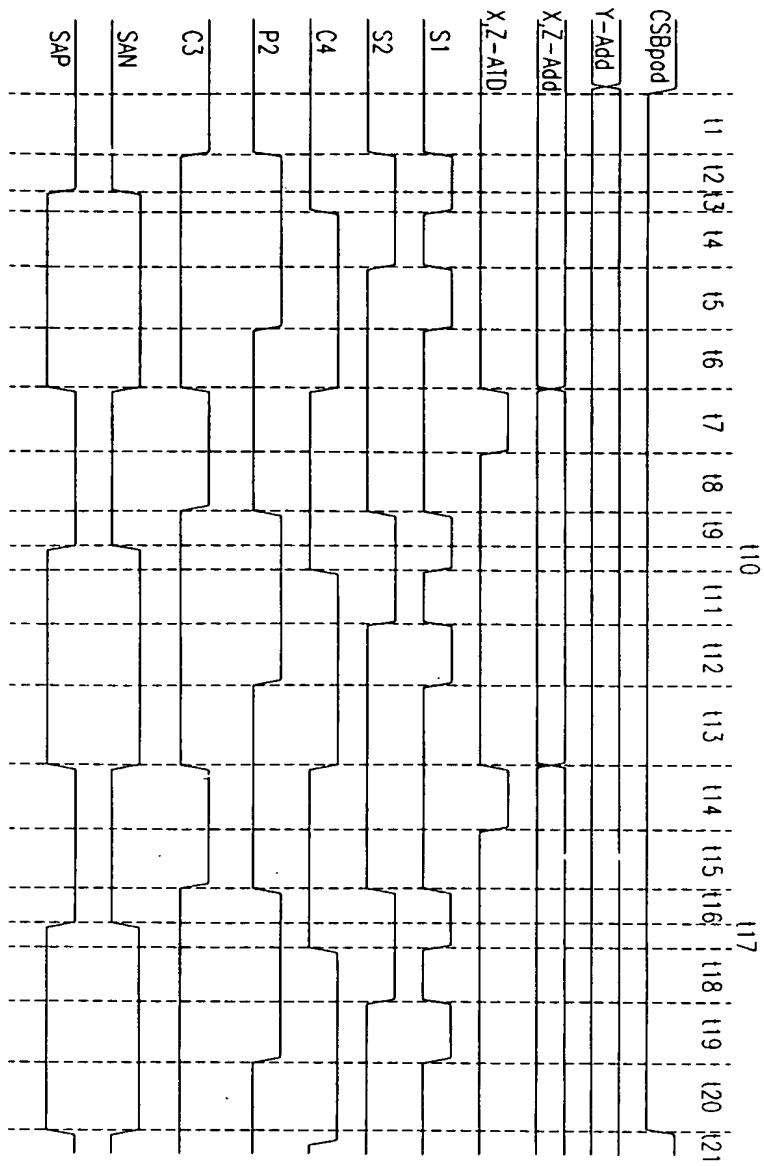 t1 t2 t3 t4 t5 t6 t7 t8 t9 t10 t11 t12 t13 t14 t15 t16 t17 t18 t19 t20 t21
CSBpad
Y-Add
X,Z-Add
X,Z-ATD
S1
S2
C4
P2
C3
SAN
SAP